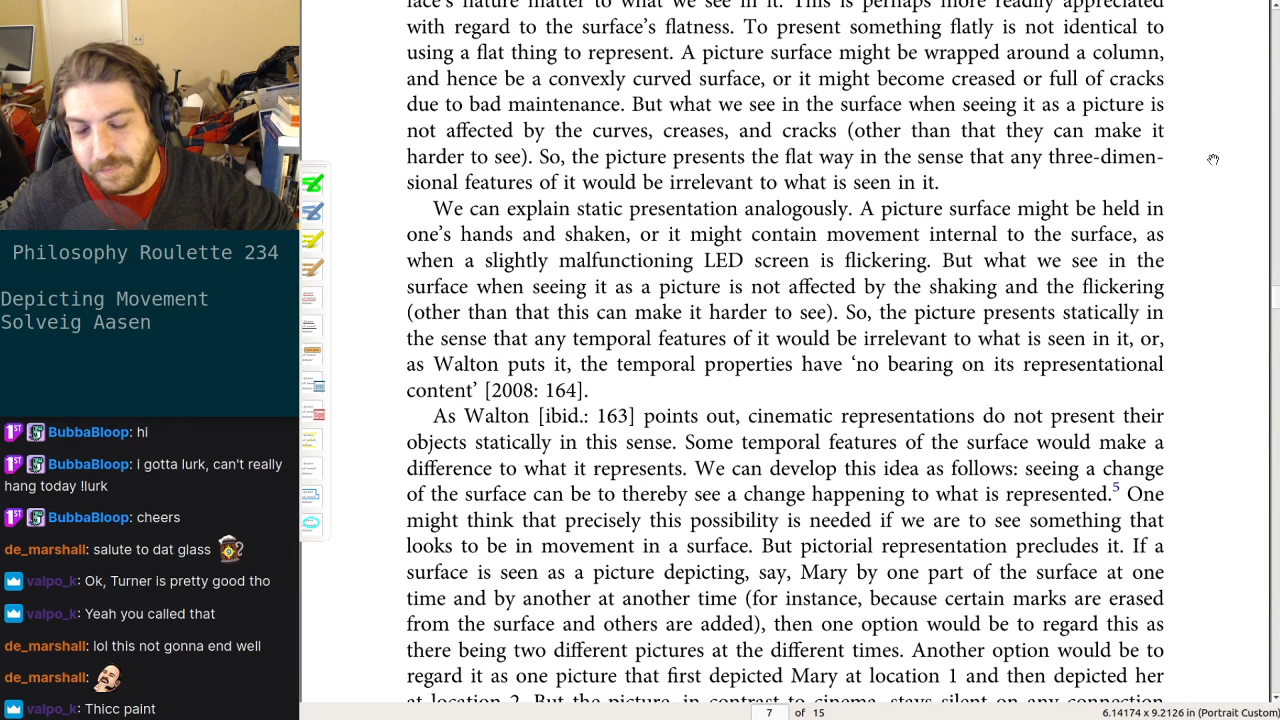 face's nature matter to what we see in it. This is perhaps more readily appreciated
with regard to the surface's flatness. To present something flatly is not identical to
using a flat thing to represent. A picture surface might be wrapped around a column,
and hence be a convexly curved surface, or it might become creased or full of cracks
due to bad maintenance. But what we see in the surface when seeing it as a picture is
not affected by the curves, creases, and cracks (other than that they can make it
harder to see). So, the picture presents the flat way in the sense that any three-dimen-
sional features of it would be irrelevant to what is seen in it.
We can explain static presentation analogously. A picture surface might be held in
one's hands and shaken, or it might contain movement internal to the surface, as
when a slightly malfunctioning LED screen is flickering. But what we see in the
surface when seeing it as a picture is not affected by the shaking or the flickering
(other than that this can make it harder to see). So, the picture presents statically in
the sense that any temporal features of it would be irrelevant to what is seen in it, or,
as Walton puts it, its temporal properties have 'no bearing on its representational
content' [2008: 161].
As Walton [ibid.: 163] points out, cinematic representations do not present their
objects statically in this sense. Some temporal features of the surface would make a
difference to what it represents. We can develop this idea as follows: seeing a change
of the surface enables one to see a change of things in the scene that is re-seen in it.5 One
might think that, surely, the possibility is there also if we are to see something that
looks to be in movement in a surface. But pictorial representation precludes it. If a
surface is seen as a picture depicting, say, Mary by one part of the surface at one
time and by another at another time (for instance, because certain marks are erased
from the surface and others are added), then one option would be to regard this as
there being two different pictures at the different times. Another option would be to
regard it as one picture that first depicted Mary at location 1 and then depicted her
Philosophy Roulette 234
Depicting Movement
Solveig Aasen
BubbaBloop: hi
BubbaBloop: I gotta lurk, can't really
hang today !lurk
BubbaBloop: cheers
de_marshall: salute to dat glass
valpo_k: Ok, Turner is pretty good tho
valpo_k: Yeah you called that
de_marshall: lol this not gonna end well
de_marshall:
valpo_k: Thicc paint
7 of 15
6.14174 x 9.2126 in (Portrait Custom)